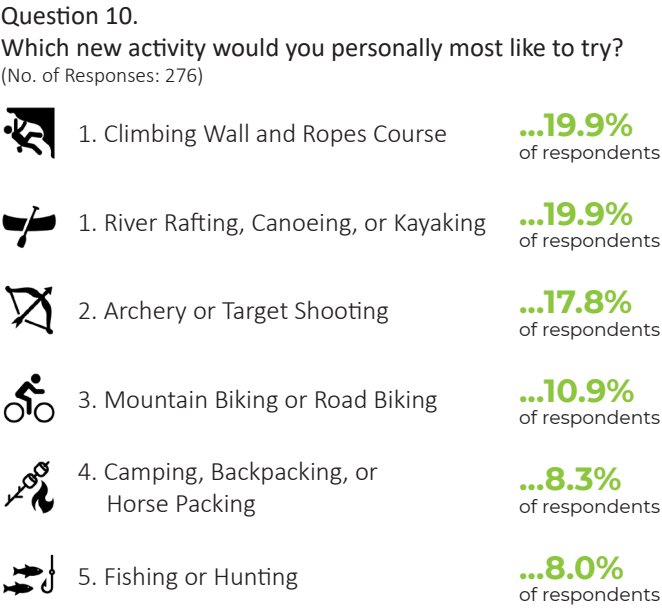 Question 10.
Which new activity would you personally most like to try?
(No. of Responses: 276)
1. Climbing Wall and Ropes Course
...19.9%
of respondents
1. River Rafting, Canoeing, or Kayaking
...19.9%
of respondents
2. Archery or Target Shooting
...17.8%
of respondents
3. Mountain Biking or Road Biking
...10.9%
of respondents
4. Camping, Backpacking, or
Horse Packing
...8.3%
of respondents
5. Fishing or Hunting
...8.0%
of respondents